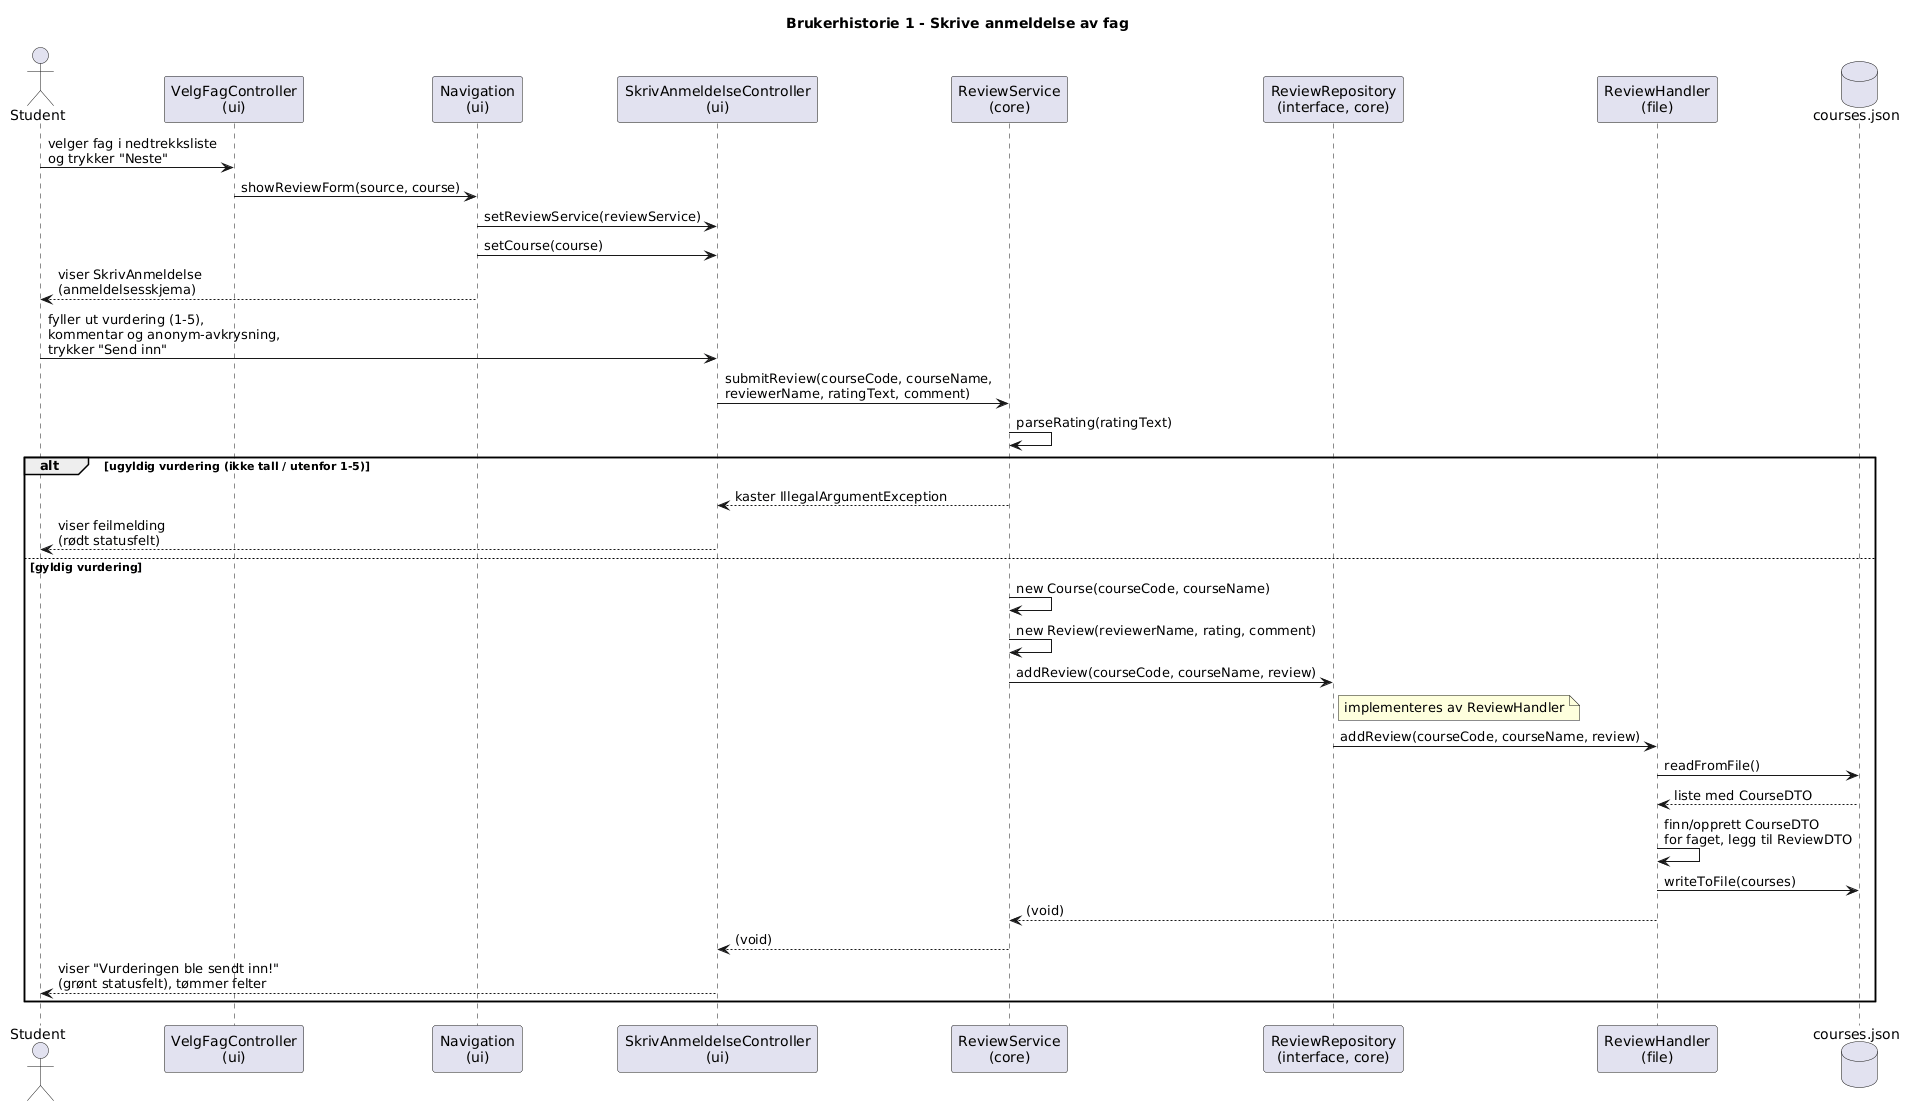 Brukerhistorie 1 - Skrive anmeldelse av fag
Student
VelgFagController
(ui)
Navigation
(ui)
SkrivAnmeldelseController
(ui)
ReviewService
(core)
ReviewRepository
(interface, core)
ReviewHandler
(file)
courses.json
velger fag i nedtrekksliste
og trykker "Neste"
showReviewForm(source, course)
setReviewService(reviewService)
setCourse(course)
viser SkrivAnmeldelse
(anmeldelsesskjema)
fyller ut vurdering (1-5),
kommentar og anonym-avkrysning,
trykker "Send inn"
submitReview(courseCode, courseName,
reviewerName, ratingText, comment)
parseRating(ratingText)
alt
[ugyldig vurdering (ikke tall / utenfor 1-5)]
kaster IllegalArgumentException
viser feilmelding
(rødt statusfelt)
[gyldig vurdering]
new Course(courseCode, courseName)
new Review(reviewerName, rating, comment)
addReview(courseCode, courseName, review)
implementeres av ReviewHandler
addReview(courseCode, courseName, review)
readFromFile()
liste med CourseDTO
finn/opprett CourseDTO
for faget, legg til ReviewDTO
writeToFile(courses)
(void)
(void)
viser "Vurderingen ble sendt inn!"
(grønt statusfelt), tømmer felter
Student
VelgFagController
(ui)
Navigation
(ui)
SkrivAnmeldelseController
(ui)
ReviewService
(core)
ReviewRepository
(interface, core)
ReviewHandler
(file)
courses.json